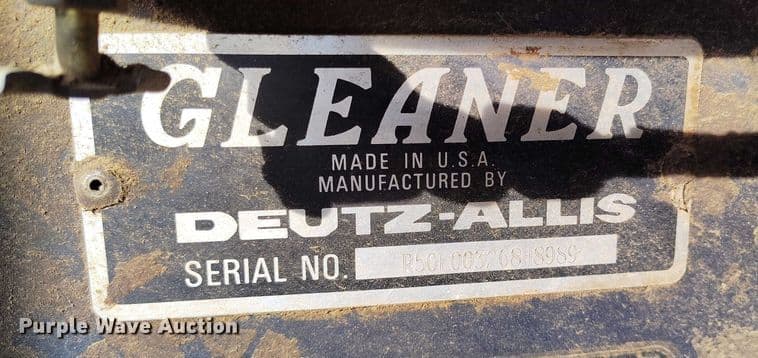 GLEANER
MADE IN U.S.A.
MANUFACTURED BY
DEUTZ-ALLIS
SERIAL NO.
Purple Wave Auction